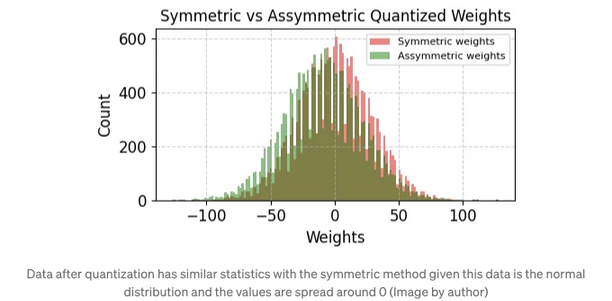 Symmetric vs Assymmetric Quantized Weights
Symmetric weights
Assymmetric weights
600
400
200
0
Count
−100
−50
0
50
100
Weights
Data after quantization has similar statistics with the symmetric method given this data is the normal
distribution and the values are spread around 0 (Image by author)